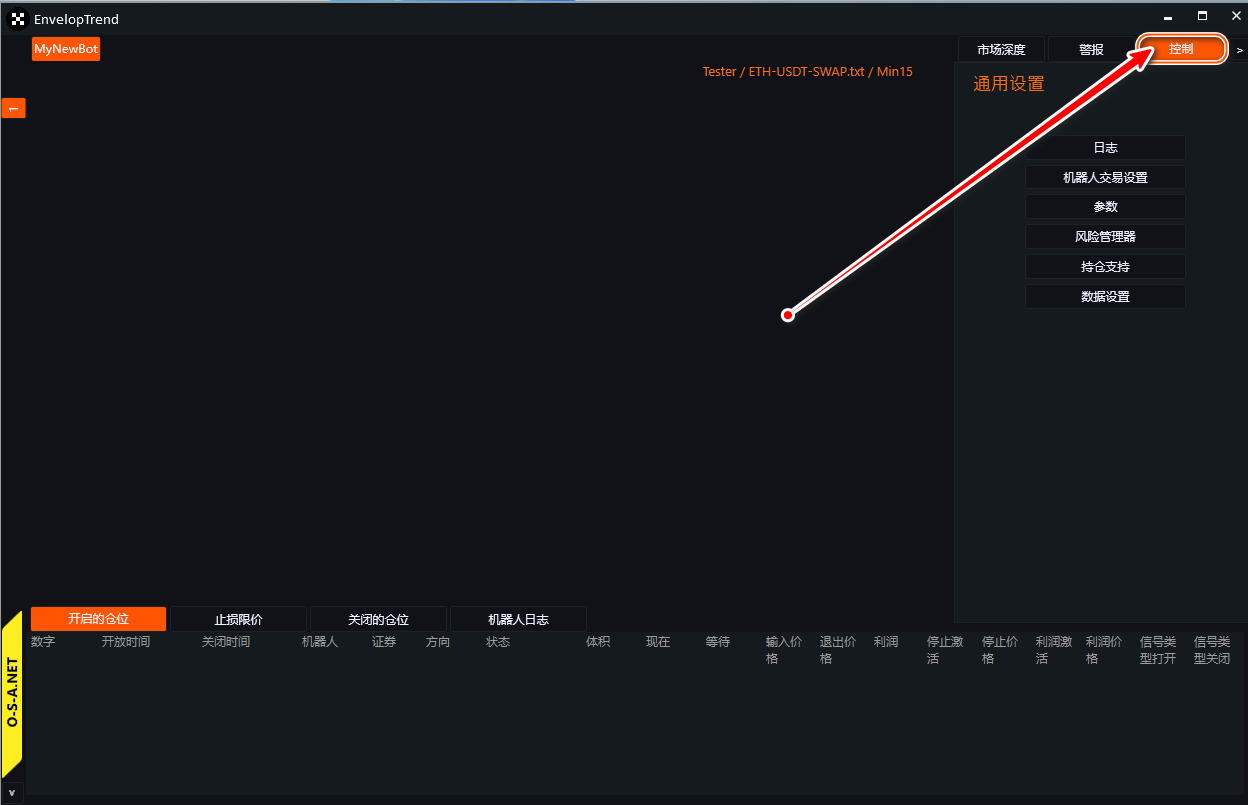 EnvelopTrend
MyNewBot
市场深度
警报
控制
>
Tester / ETH-USDT-SWAP.txt / Min15
通用设置
1
日志
机器人交易设置
参数
风险管理器
持仓支持
数据设置
开启的仓位
止损限价
关闭的仓位
机器人日志
数字
开放时间
关闭时间
机器人
证券
方向
状态
体积
现在
等待
输入价
格
退出价
格
利润
停止激
活
停止价
格
利润激
活
利润价
格
信号类
型打开
信号类
型关闭
O-S-A.NET
v